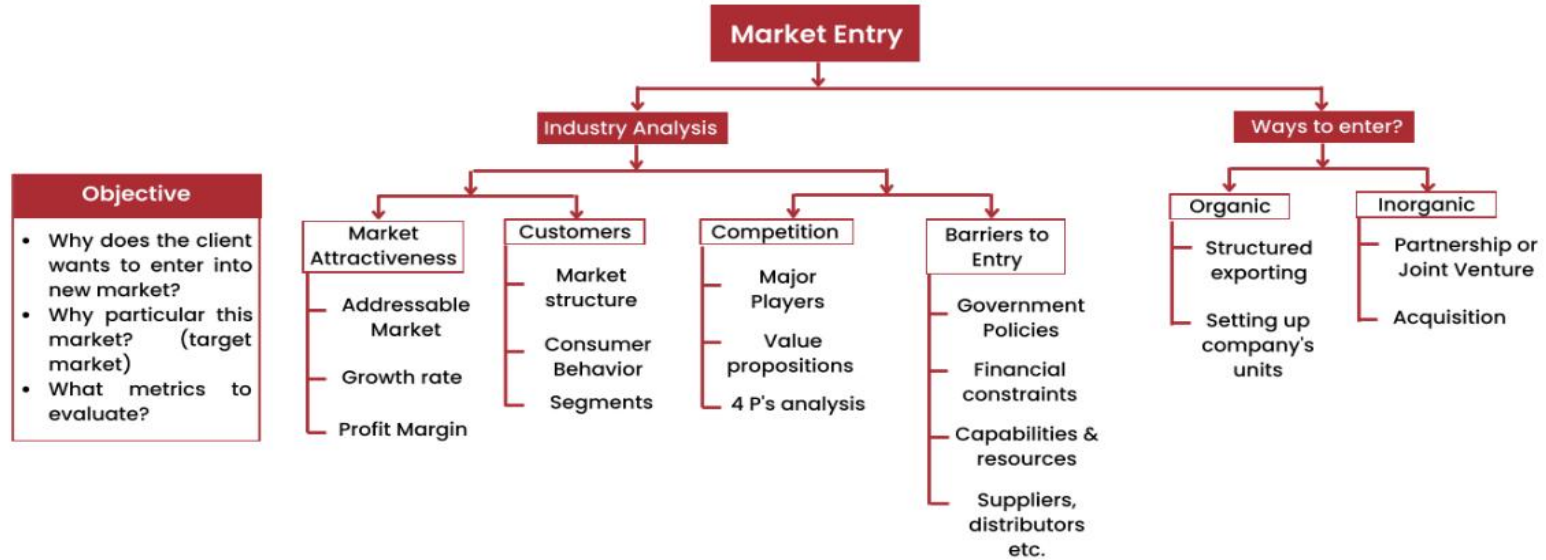 Market Entry
Industry Analysis
Ways to enter?
Objective
• Why does the client
wants to enter into
new market?
• Why particular this
market? (target
market)
• What metrics to
evaluate?
Market
Attractiveness
Addressable
Market
Growth rate
Profit Margin
Customers
Market
structure
Consumer
Behavior
Segments
Competition
Major
Players
Value
propositions
4 P's analysis
Barriers to
Entry
Government
Policies
Financial
constraints
Capabilities &
resources
Suppliers,
distributors
etc.
Organic
Structured
exporting
Setting up
company's
units
Inorganic
Partnership or
Joint Venture
Acquisition